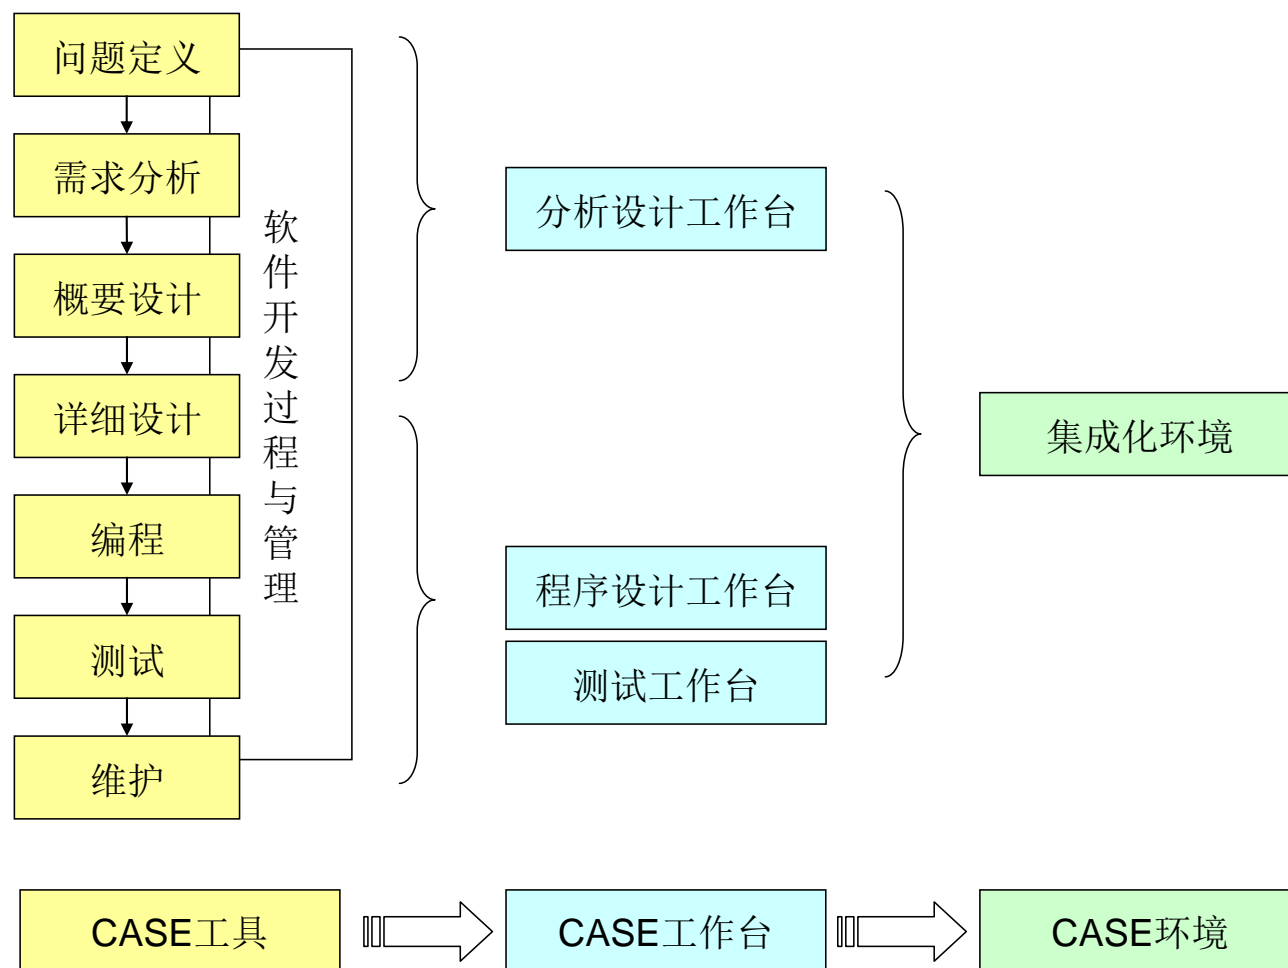 问题定义
需求分析
概要设计
详细设计
编程
测试
维护
软件开发过程与管理
分析设计工作台
程序设计工作台
测试工作台
集成化环境
CASE工具
CASE工作台
CASE环境